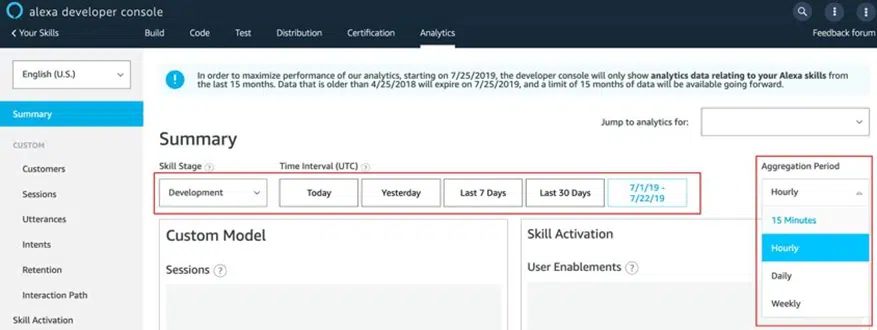 alexa developer console
Your Skills
Build
Code
Test
Distribution
Certification
Analytics
Feedback forum
English (U.S.)
In order to maximize performance of our analytics, starting on 7/25/2019, the developer console will only show analytics data relating to your Alexa skills from
the last 15 months. Data that is older than 4/25/2018 will expire on 7/25/2019, and a limit of 15 months of data will be available going forward.
Summary
CUSTOM
Customers
Sessions
Utterances
Intents
Retention
Interaction Path
Skill Activation
Jump to analytics for:
Summary
Skill Stage ?
Time Interval (UTC) ?
Development
Today
Yesterday
Last 7 Days
Last 30 Days
7/1/19 -
7/22/19
Aggregation Period
Hourly
15 Minutes
Hourly
Daily
Weekly
Custom Model
Sessions ?
Skill Activation
User Enablements ?